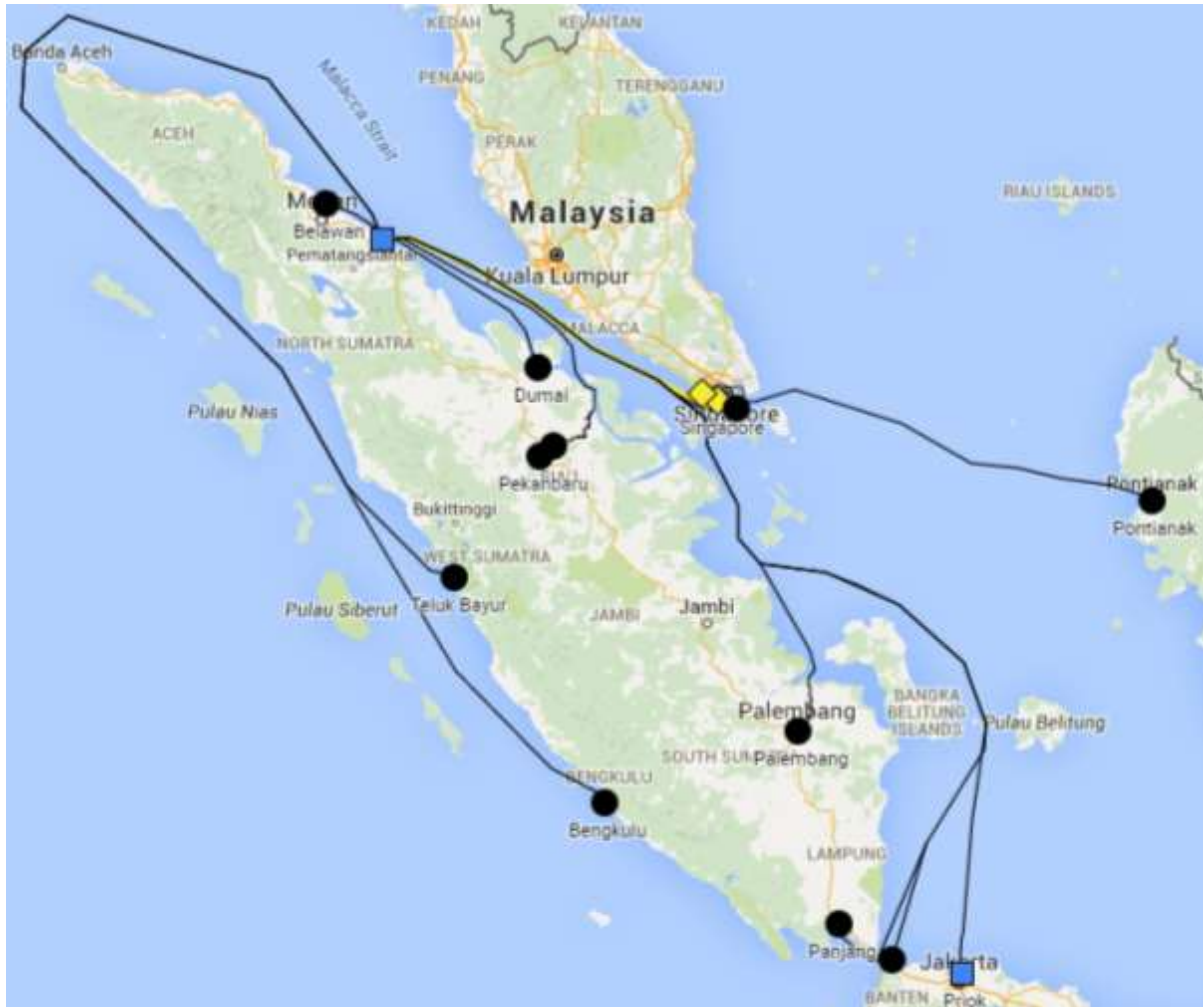 KEDAH
KELANTAN
Banda Aceh
Malacca Strait
PENANG
TERENGGANU
ACEH
PERAK
RIAU ISLANDS
Belawan
Malaysia
Kuala Lumpur
MALACCA
NORTH SUMATRA
Dumai
Pulau Nias
Singapore
Pekanbaru
Pontianak
Bukittinggi
Pontianak
WEST SUMATRA
Teluk Bayur
Pulau Siberut
JAMBI
Jambi
BANGKA
BELITUNG
ISLANDS
Palembang
Pulau Belitung
Palembang
BENGKULU
Bengkulu
LAMPUNG
Panjang
BANTEN
Priok